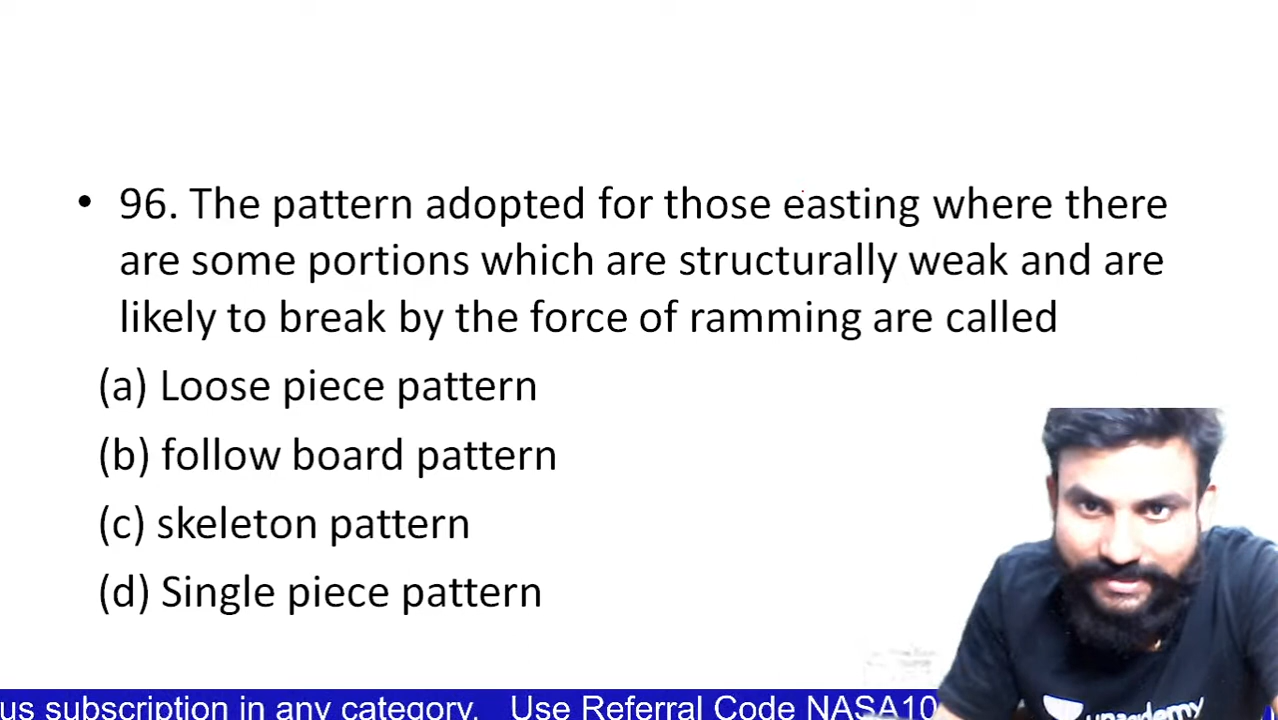 • 96. The pattern adopted for those easting where there
are some portions which are structurally weak and are
likely to break by the force of ramming are called
(a) Loose piece pattern
(b) follow board pattern
(c) skeleton pattern
(d) Single piece pattern
us subscription in any category. Use Referral Code NASA10
unacademy